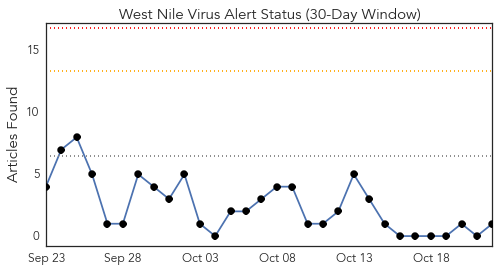 West Nile Virus Alert Status (30-Day Window)
Articles Found
15
10
5
0
Sep 23 Sep 28 Oct 03 Oct 08 Oct 13 Oct 18